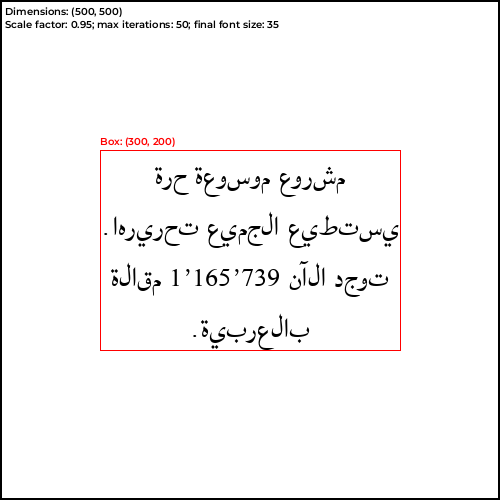 Dimensions: (500, 500)
Scale factor: 0.95; max iterations: 50; final font size: 35
Box: (300, 200)
مشروع موسوعة حرة
يستطيع الجميع تحريرها.
توجد الآن 739’165’1 مقالة
بالعربية.